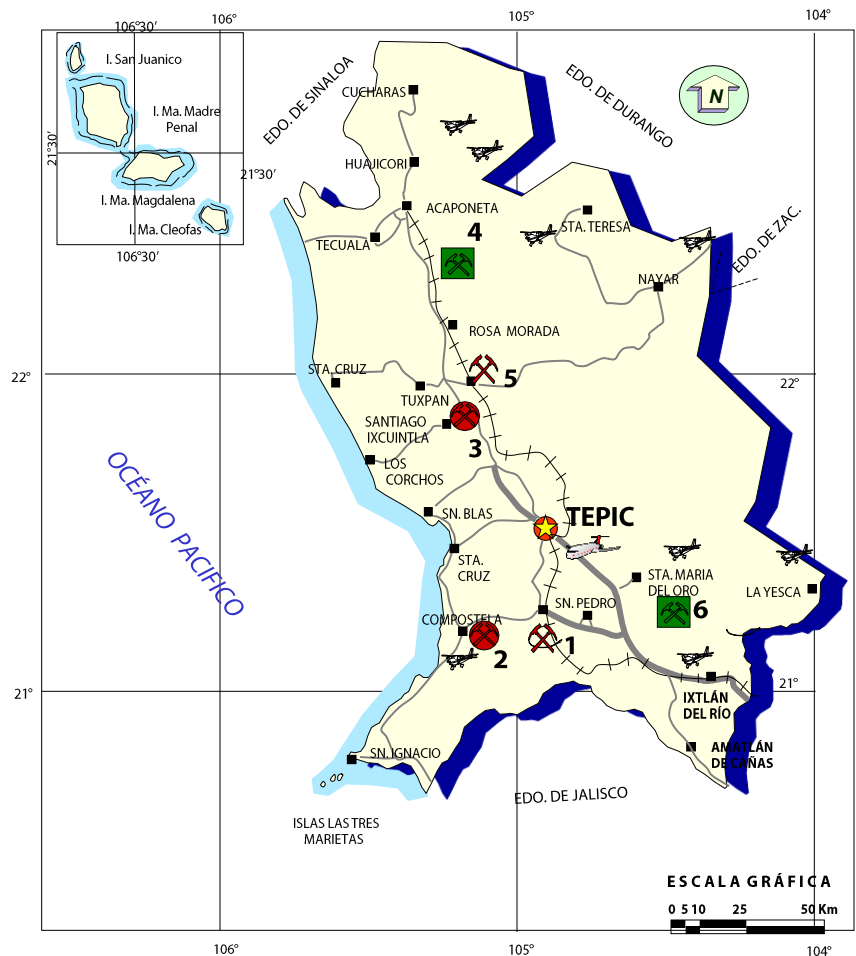 106°
105°
104°
106°30'
I. San Juanico
I. Ma. Madre
Penal
21°30'
21°30'
I. Ma. Magdalena
I. Ma. Cleofas
106°30'
EDO. DE SINALOA
EDO. DE DURANGO
N
EDO. DE ZAC.
CUCHARAS
HUAJICORI
ACAPONETA
4
TECUALA
STA. TERESA
NAYAR
ROSA MORADA
22°
22°
STA. CRUZ
5
TUXPAN
SANTIAGO
IXCUINTLA
3
LOS
CORCHOS
OCÉANO PACIFICO
SN. BLAS
TEPIC
STA.
CRUZ
STA. MARIA
DEL ORO
LA YESCA
SN. PEDRO
6
COMPOSTELA
2
1
21°
21°
IXTLÁN
DEL RÍO
AMATLÁN
DE CAÑAS
SN. IGNACIO
EDO. DE JALISCO
ISLAS LAS TRES
MARIETAS
ESCALA GRÁFICA
0 5 10 25 50 Km
106°
105°
104°